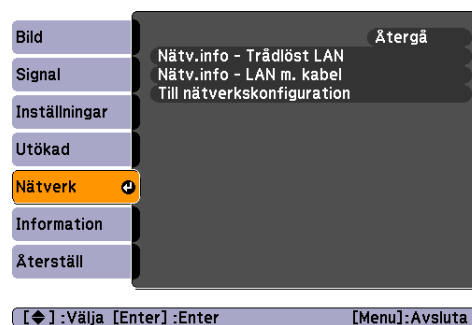 Bild
Signal
Inställningar
Utökad
Nätverk
Information
Återställ
Återgå
Nätv.info - Trådlöst LAN
Nätv.info - LAN m. kabel
Till nätverkskonfiguration
[◆]:Välja [Enter]:Enter [Menu]:Avsluta